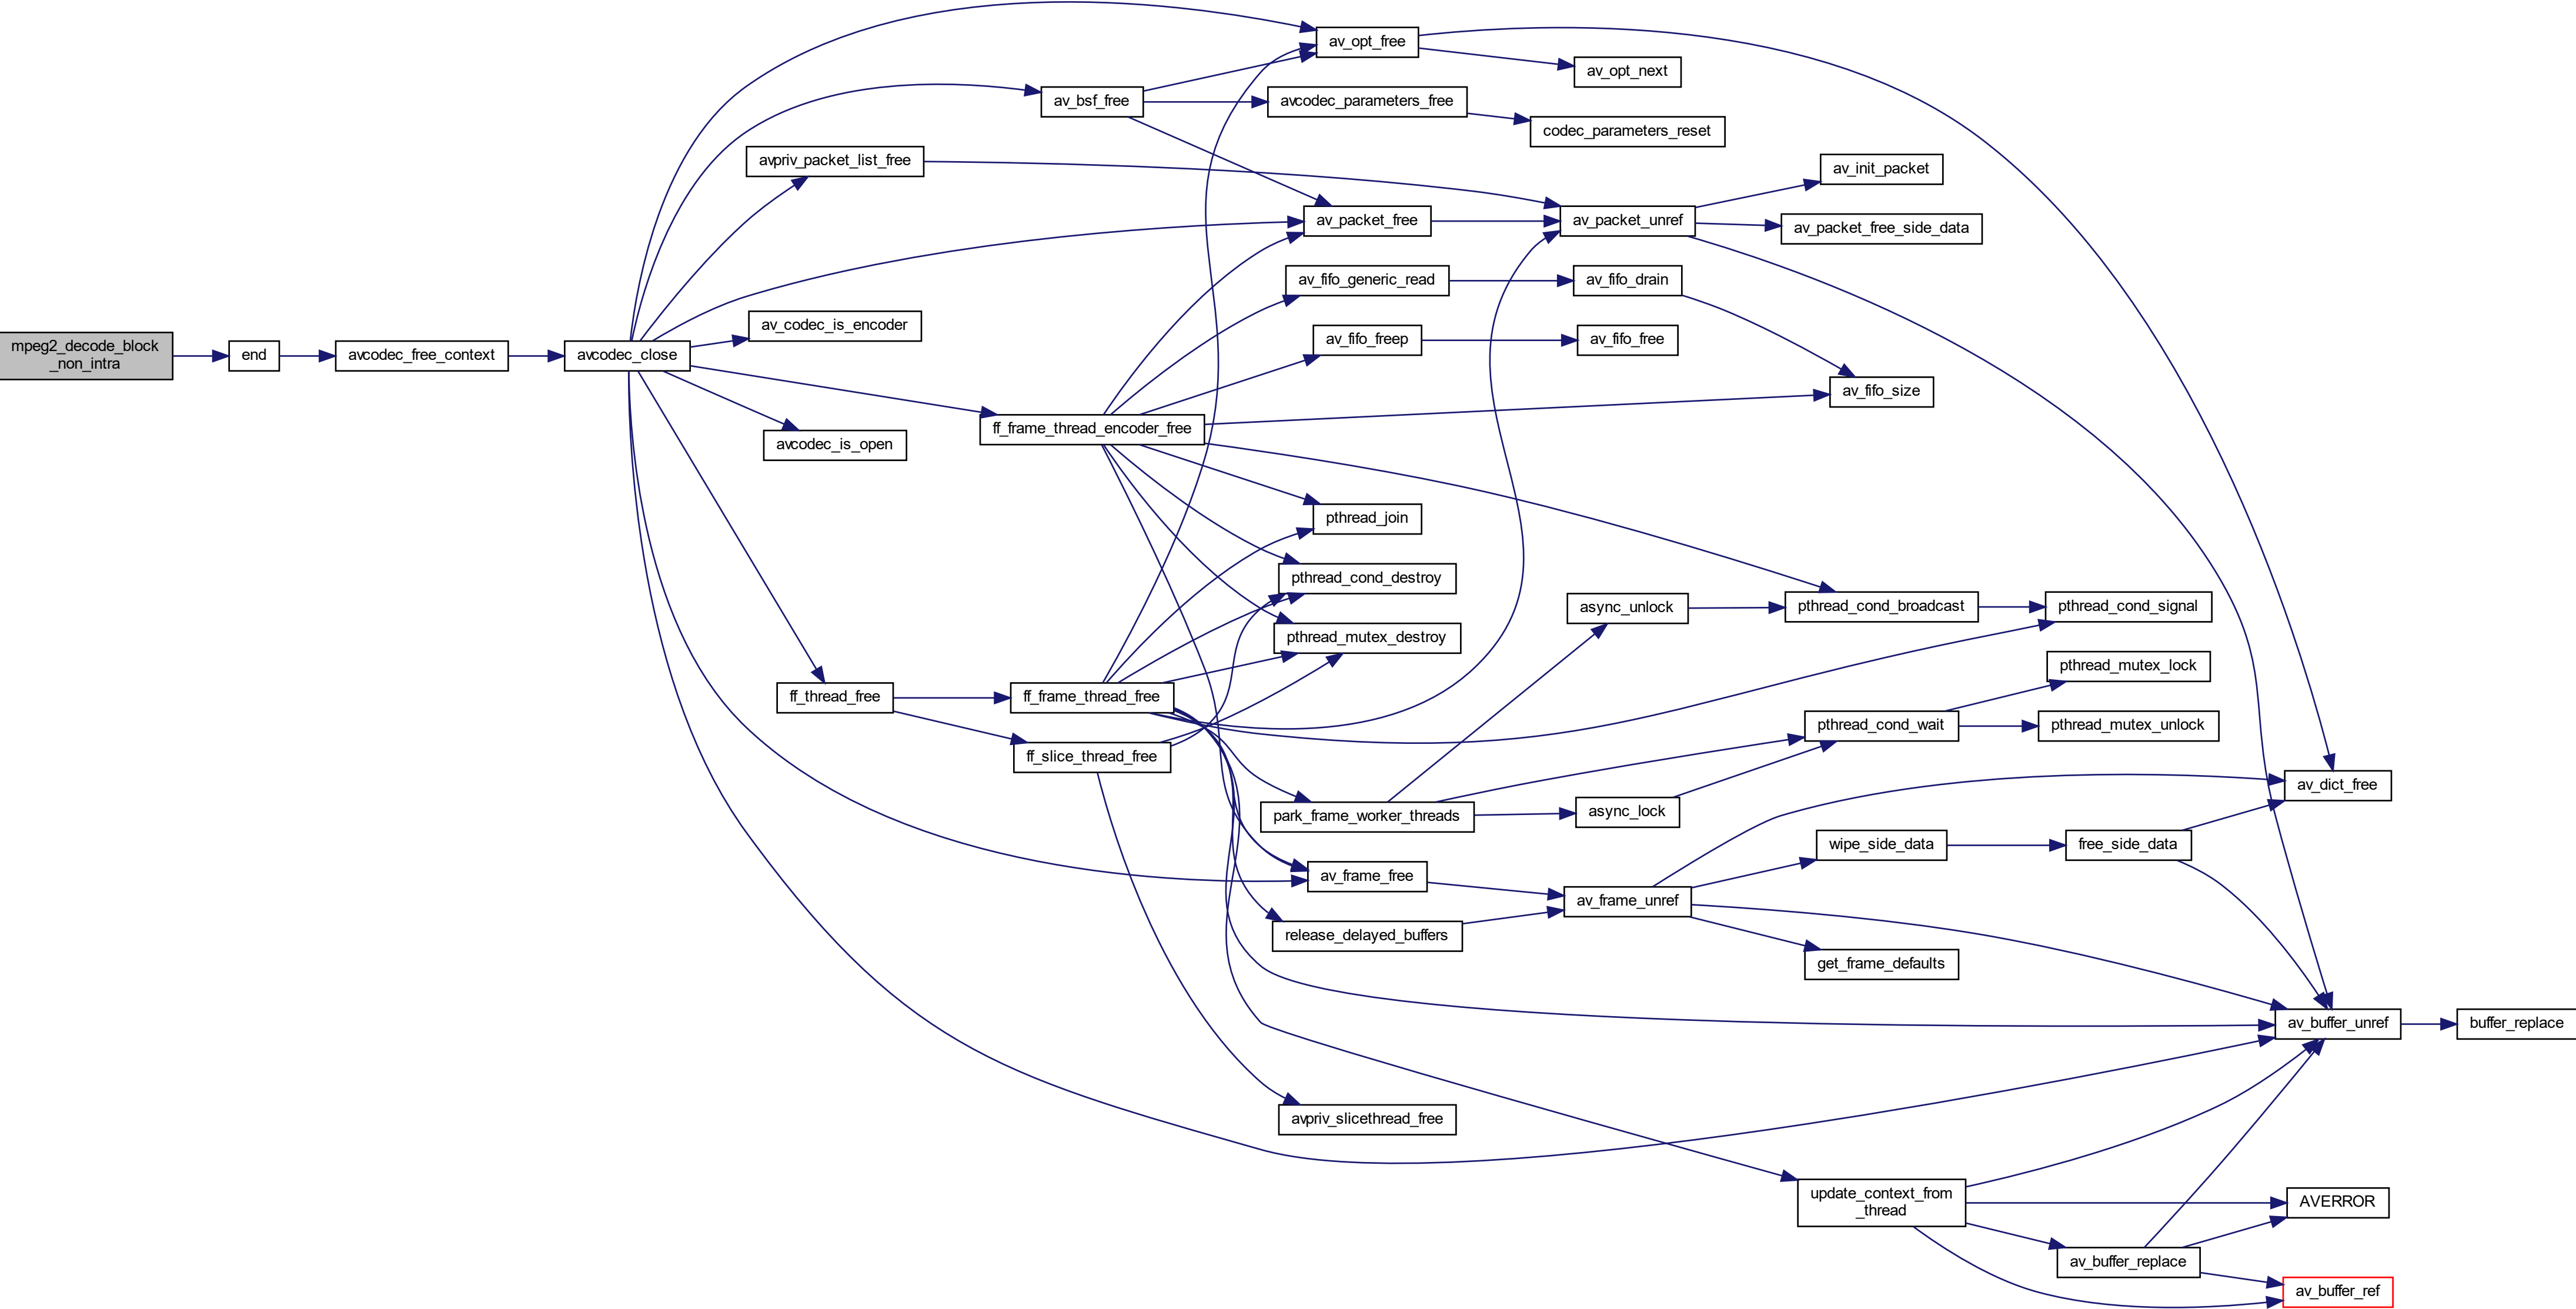 av_opt_free
av_opt_next
av_bsf_free
avcodec_parameters_free
codec_parameters_reset
avpriv_packet_list_free
av_init_packet
av_packet_free
av_packet_unref
av_packet_free_side_data
av_fifo_generic_read
av_fifo_drain
av_codec_is_encoder
av_fifo_freep
av_fifo_free
mpeg2_decode_block
_non_intra
end
avcodec_free_context
avcodec_close
av_fifo_size
ff_frame_thread_encoder_free
avcodec_is_open
pthread_join
pthread_cond_destroy
async_unlock
pthread_cond_broadcast
pthread_cond_signal
pthread_mutex_destroy
pthread_mutex_lock
ff_thread_free
ff_frame_thread_free
pthread_cond_wait
pthread_mutex_unlock
ff_slice_thread_free
av_dict_free
park_frame_worker_threads
async_lock
wipe_side_data
free_side_data
av_frame_free
av_frame_unref
release_delayed_buffers
get_frame_defaults
av_buffer_unref
buffer_replace
avpriv_slicethread_free
update_context_from
_thread
AVERROR
av_buffer_replace
av_buffer_ref